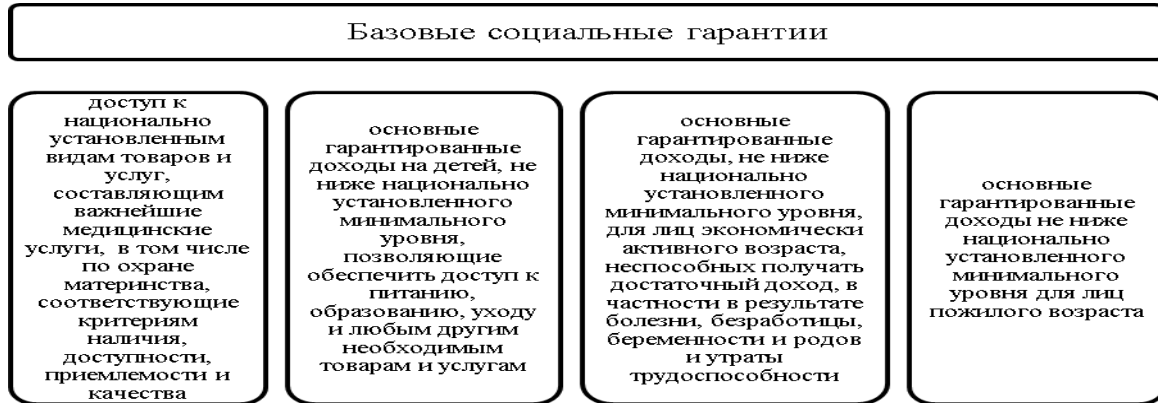 Базовые социальные гарантии
доступ к
национально
установленным
видам товаров и
услуг,
составляющим
важнейшие
медицинские
услуги, в том числе
по охране
материнства,
соответствующие
критериям
наличия,
доступности,
приемлемости и
качества
основные
гарантированные
доходы на детей, не
ниже национально
установленного
минимального
уровня,
позволяющие
обеспечить доступ к
питанию,
образованию, уходу
и любым другим
необходимым
товарам и услугам
основные
гарантированные
доходы, не ниже
национально
установленного
минимального уровня,
для лиц экономически
активного возраста,
неспособных получать
достаточный доход, в
частности в результате
болезни, безработицы,
беременности и родов
и утраты
трудоспособности
основные
гарантированные
доходы не ниже
национально
установленного
минимального
уровня для лиц
пожилого возраста